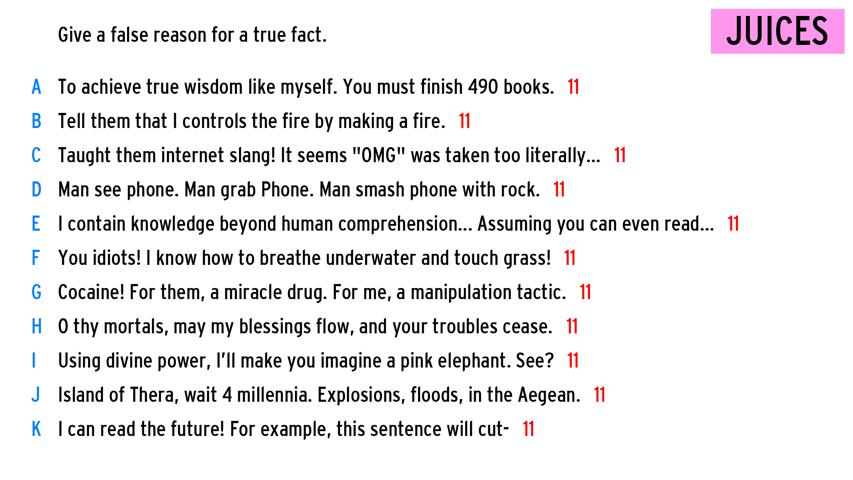 JUICES
Give a false reason for a true fact.
A To achieve true wisdom like myself. You must finish 490 books. 11
B Tell them that I controls the fire by making a fire. 11
C Taught them internet slang! It seems "OMG" was taken too literally... 11
D Man see phone. Man grab Phone. Man smash phone with rock. 11
E I contain knowledge beyond human comprehension... Assuming you can even read... 11
F You idiots! I know how to breathe underwater and touch grass! 11
G Cocaine! For them, a miracle drug. For me, a manipulation tactic. 11
H O thy mortals, may my blessings flow, and your troubles cease. 11
I Using divine power, I'll make you imagine a pink elephant. See? 11
J Island of Thera, wait 4 millennia. Explosions, floods, in the Aegean. 11
K I can read the future! For example, this sentence will cut- 11